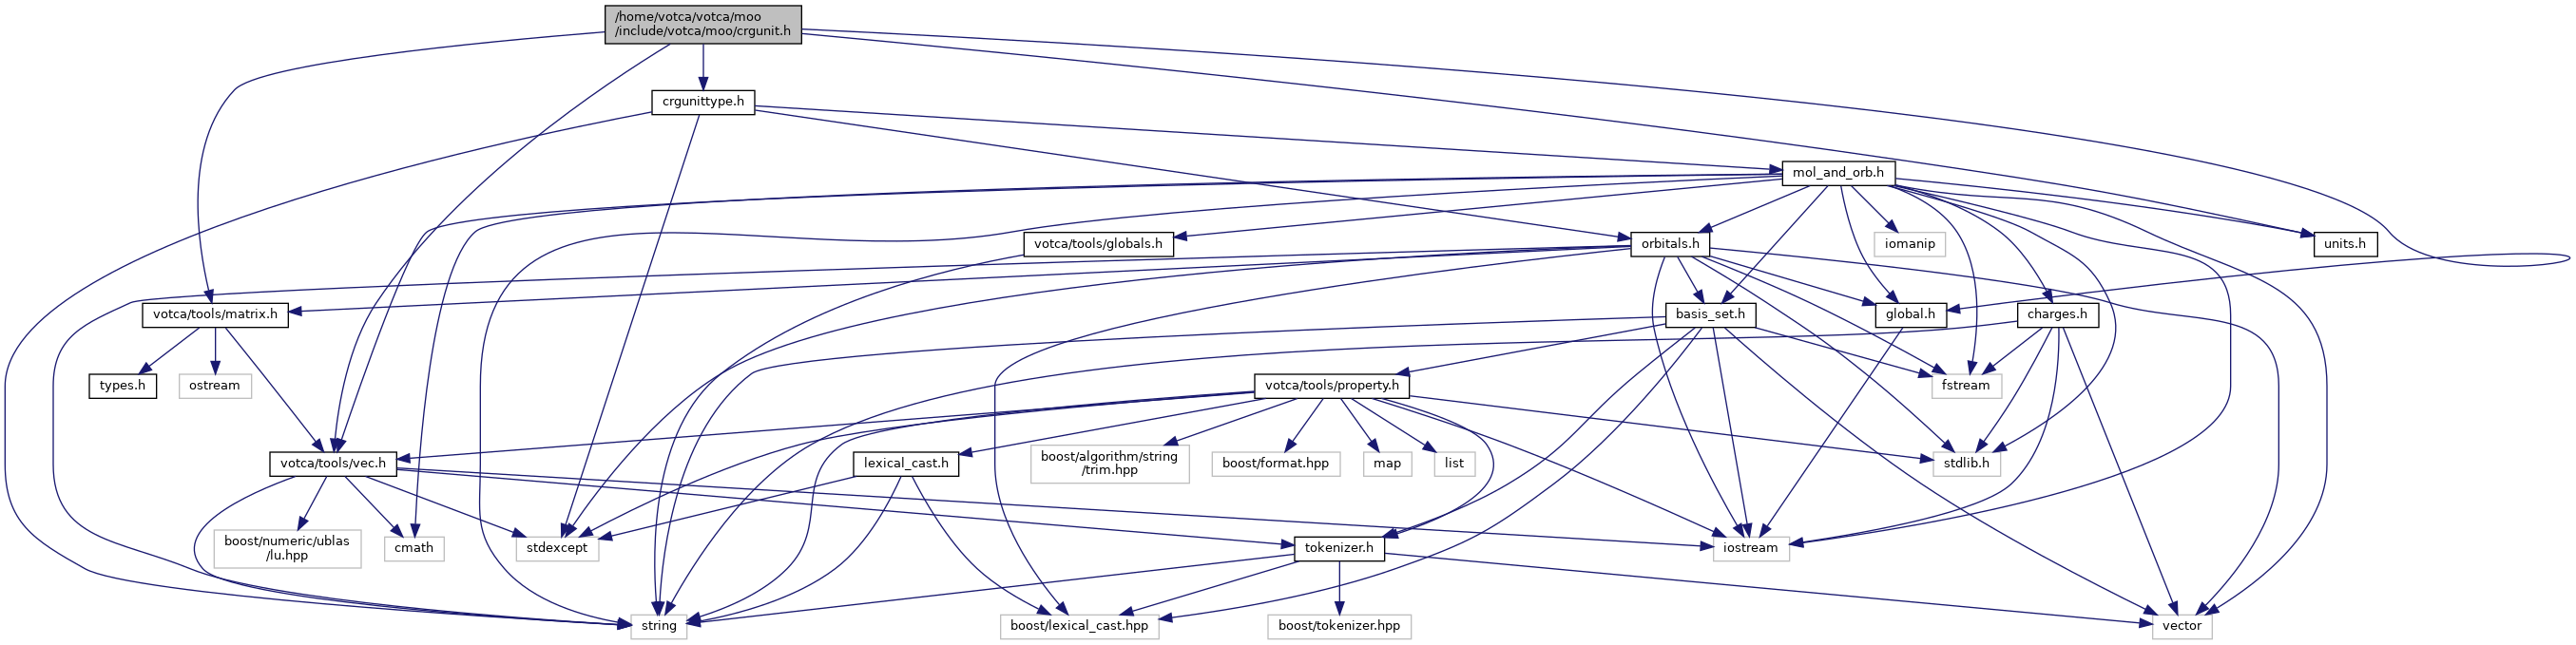 /home/votca/votca/moo
/include/votca/moo/crgunit.h
crgunittype.h
mol_and_orb.h
votca/tools/globals.h
orbitals.h
iomanip
units.h
votca/tools/matrix.h
basis_set.h
global.h
charges.h
types.h
ostream
votca/tools/property.h
fstream
votca/tools/vec.h
lexical_cast.h
boost/algorithm/string
/trim.hpp
boost/format.hpp
map
list
stdlib.h
boost/numeric/ublas
/lu.hpp
cmath
stdexcept
tokenizer.h
iostream
string
boost/lexical_cast.hpp
boost/tokenizer.hpp
vector